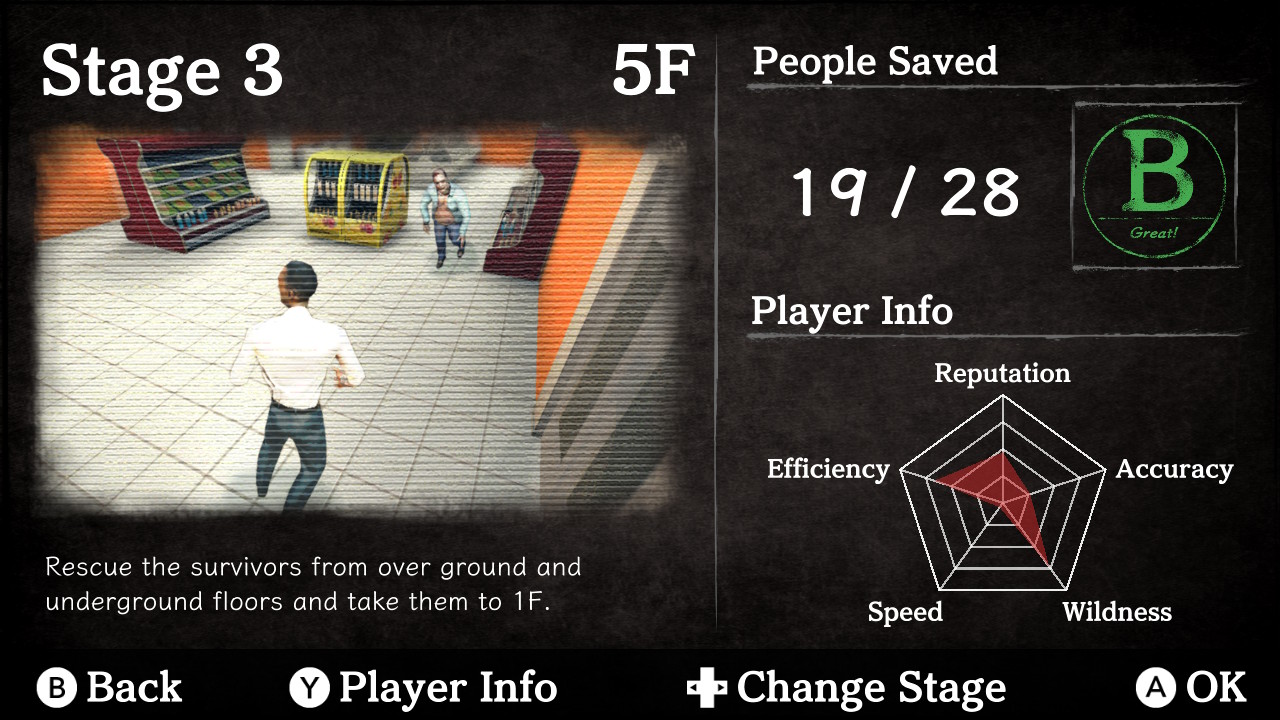 Stage 3
5F
Rescue the survivors from over ground and
underground floors and take them to 1F.
People Saved
19 / 28
B
Great!
Player Info
Reputation
Efficiency
Accuracy
Speed
Wildness
B Back
Y Player Info
Change Stage
A OK